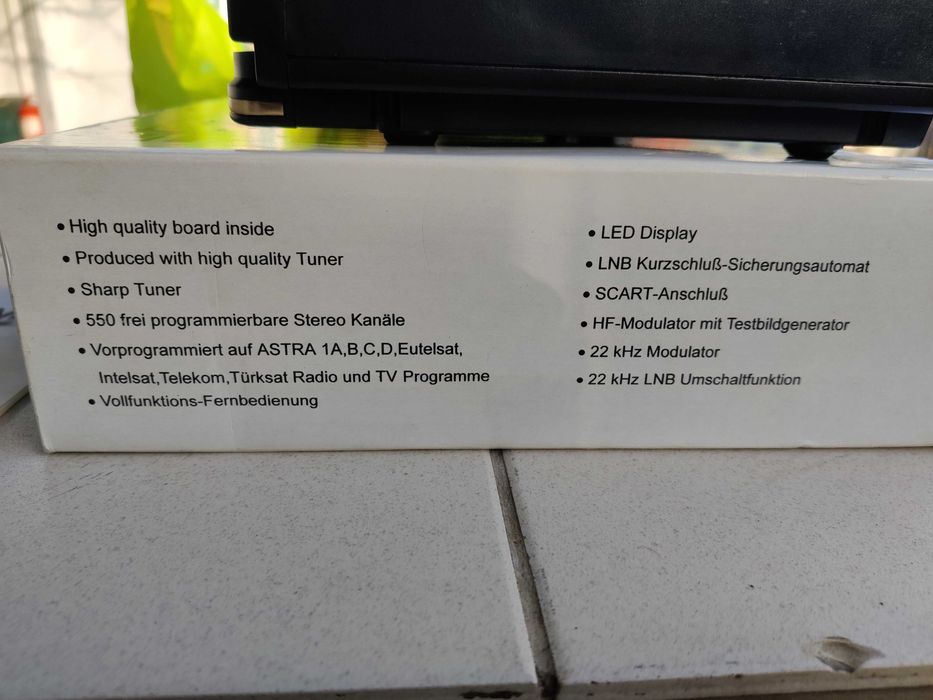 • High quality board inside
• Produced with high quality Tuner
• Sharp Tuner
• 550 frei programmierbare Stereo Kanäle
• Vorprogrammiert auf ASTRA 1A,B,C,D,Eutelsat,
Intelsat,Telekom,Türksat Radio und TV Programme
• Vollfunktions-Fernbedienung
• LED Display
• LNB Kurzschluß-Sicherungsautomat
• SCART-Anschluß
• HF-Modulator mit Testbildgenerator
• 22 kHz Modulator
• 22 kHz LNB Umschaltfunktion